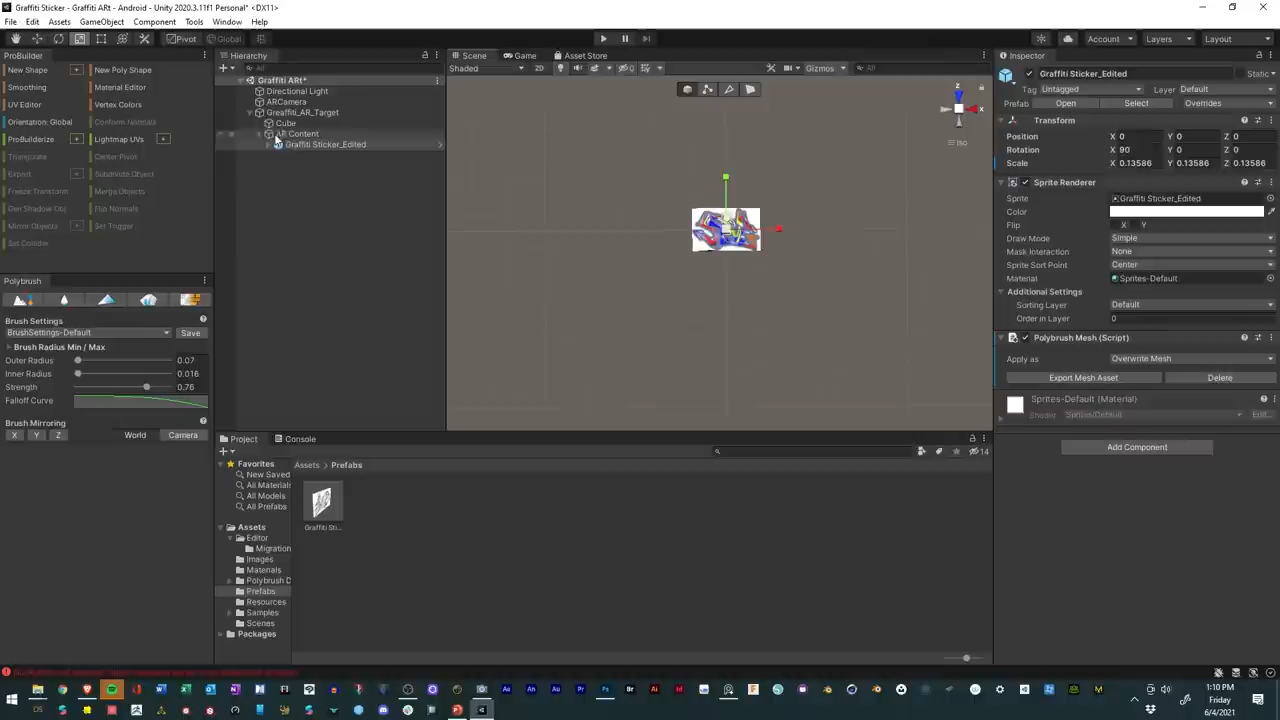 Graffiti Sticker - Graffiti ARt - Android - Unity 2020.3.11f1 Personal* <DX11>
File Edit Assets GameObject Component Tools Window Help
Pivot Global Account Layers Layout
ProBuilder
New Shape New Poly Shape
Smoothing Material Editor
UV Editor Vertex Colors
Orientation: Global Conform Normals
ProBuilderize Lightmap UVs
Triangulate Center Pivot
Export Subdivide Object
Freeze Transform Merge Objects
Gen Shadow Obj Flip Normals
Mirror Objects Set Trigger
Set Collider
Polybrush
Brush Settings
BrushSettings-Default Save
Brush Radius Min / Max
Outer Radius 0.07
Inner Radius 0.016
Strength 0.76
Falloff Curve
Brush Mirroring
X Y Z World Camera
Hierarchy
All
Graffiti ARt*
Directional Light
ARCamera
Greaffiti_AR_Target
Cube
AR Content
Graffiti Sticker_Edited
Scene Game Asset Store
Shaded 2D 0 Gizmos All
z
x
Iso
Project Console
14
Favorites
New Saved
All Materials
All Models
All Prefabs
Assets
Editor
Migration
Images
Materials
Polybrush D
Prefabs
Resources
Samples
Scenes
Packages
Assets > Prefabs
Graffiti Sti...
Inspector
Graffiti Sticker_Edited Static
Tag Untagged Layer Default
Prefab Open Select Overrides
Transform
Position X 0 Y 0 Z 0
Rotation X 90 Y 0 Z 0
Scale X 0.13586 Y 0.13586 Z 0.13586
Sprite Renderer
Sprite Graffiti Sticker_Edited
Color
Flip X Y
Draw Mode Simple
Mask Interaction None
Sprite Sort Point Center
Material Sprites-Default
Additional Settings
Sorting Layer Default
Order in Layer 0
Polybrush Mesh (Script)
Apply as Overwrite Mesh
Export Mesh Asset Delete
Sprites-Default (Material)
Shader Sprites/Default Edit...
Add Component
1:10 PM
Friday
6/4/2021